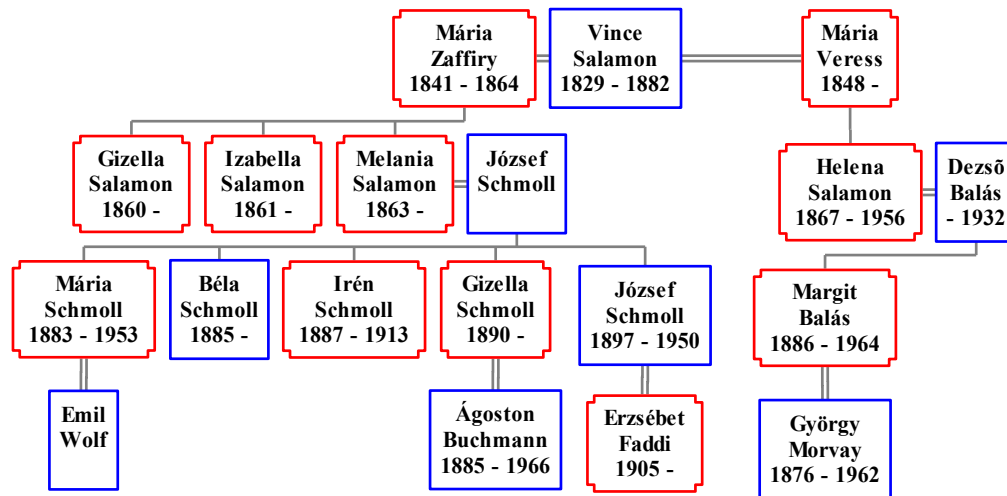 Mária
Zaffiry
1841 - 1864
Vince
Salamon
1829 - 1882
Mária
Veress
1848 -
Gizella
Salamon
1860 -
Izabella
Salamon
1861 -
Melania
Salamon
1863 -
József
Schmoll
Helena
Salamon
1867 - 1956
Dezsõ
Balás
- 1932
Mária
Schmoll
1883 - 1953
Béla
Schmoll
1885 -
Irén
Schmoll
1887 - 1913
Gizella
Schmoll
1890 -
József
Schmoll
1897 - 1950
Margit
Balás
1886 - 1964
Emil
Wolf
Ágoston
Buchmann
1885 - 1966
Erzsébet
Faddi
1905 -
György
Morvay
1876 - 1962